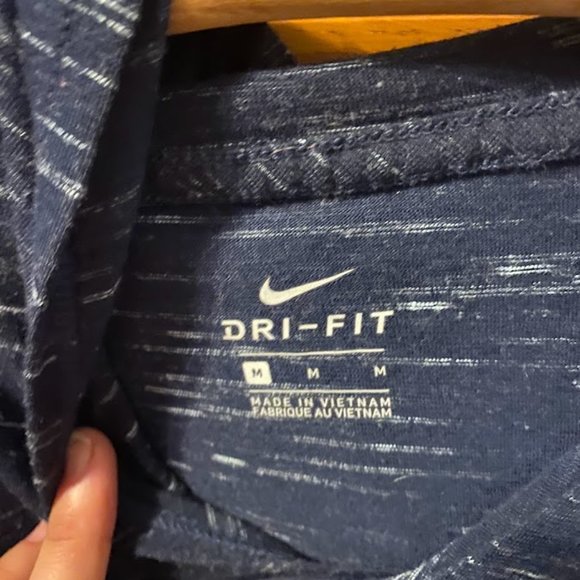 DRI-FIT
M M M
MADE IN VIETNAM
FABRIQUE AU VIETNAM